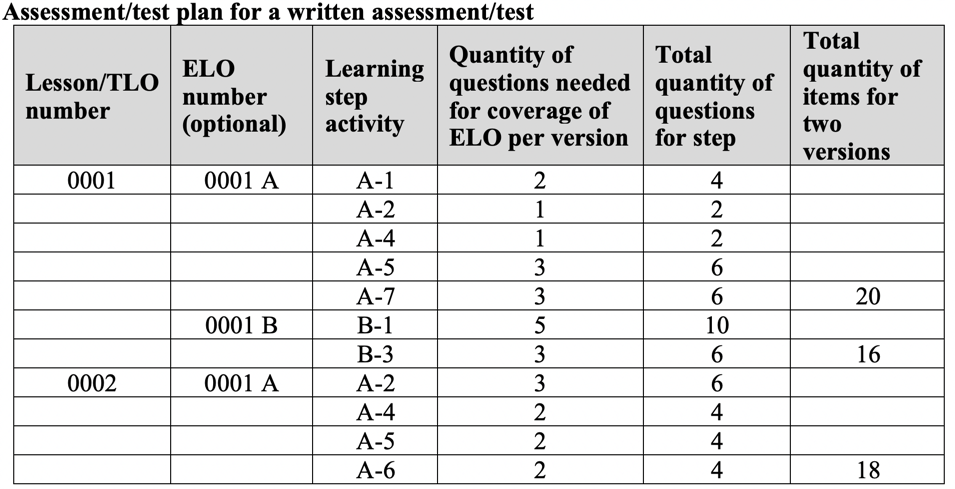 Assessment/test plan for a written assessment/test
Lesson/TLO number | ELO number (optional) | Learning step activity | Quantity of questions needed for coverage of ELO per version | Total quantity of questions for step | Total quantity of items for two versions
0001 | 0001 A | A-1 | 2 | 4 |
| | A-2 | 1 | 2 |
| | A-4 | 1 | 2 |
| | A-5 | 3 | 6 |
| | A-7 | 3 | 6 | 20
| 0001 B | B-1 | 5 | 10 |
| | B-3 | 3 | 6 | 16
0002 | 0001 A | A-2 | 3 | 6 |
| | A-4 | 2 | 4 |
| | A-5 | 2 | 4 |
| | A-6 | 2 | 4 | 18